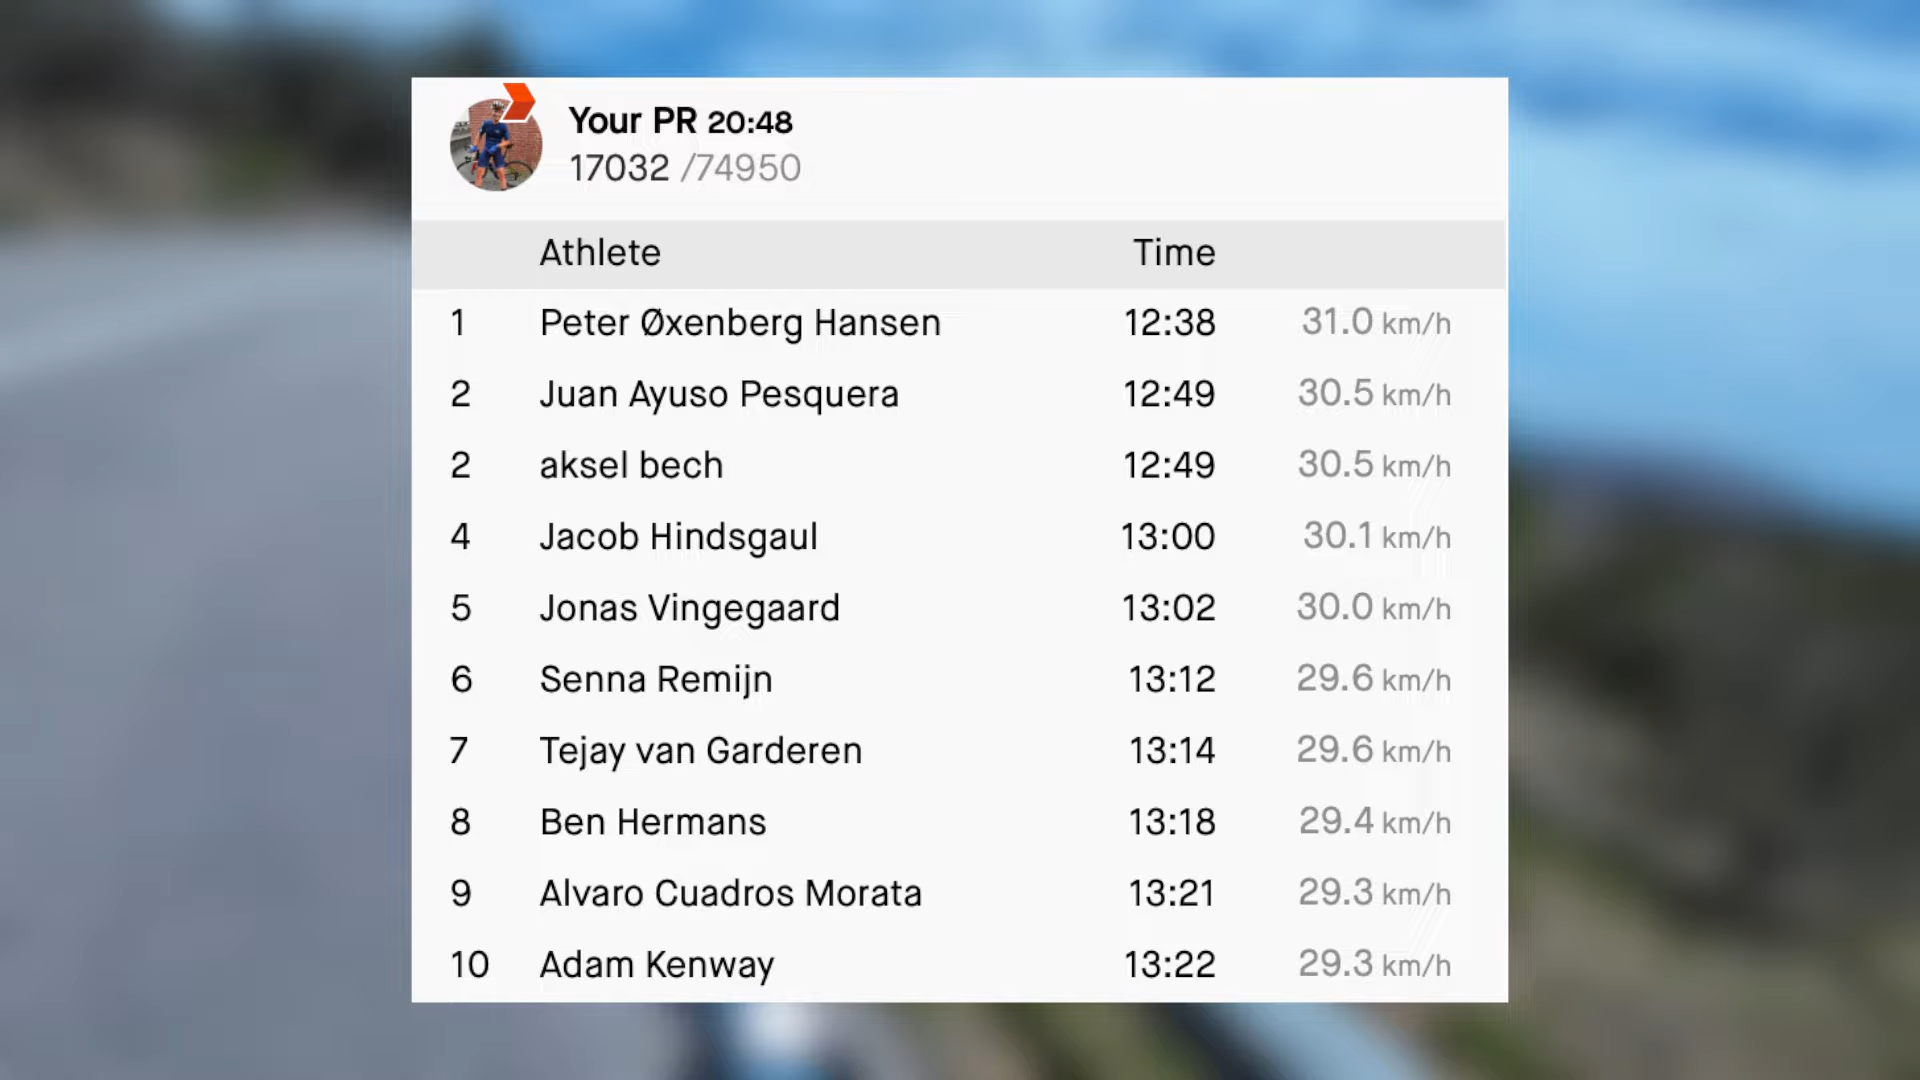 Your PR 20:48
17032 /74950
Athlete Time
1 Peter Øxenberg Hansen 12:38 31.0 km/h
2 Juan Ayuso Pesquera 12:49 30.5 km/h
2 aksel bech 12:49 30.5 km/h
4 Jacob Hindsgaul 13:00 30.1 km/h
5 Jonas Vingegaard 13:02 30.0 km/h
6 Senna Remijn 13:12 29.6 km/h
7 Tejay van Garderen 13:14 29.6 km/h
8 Ben Hermans 13:18 29.4 km/h
9 Alvaro Cuadros Morata 13:21 29.3 km/h
10 Adam Kenway 13:22 29.3 km/h